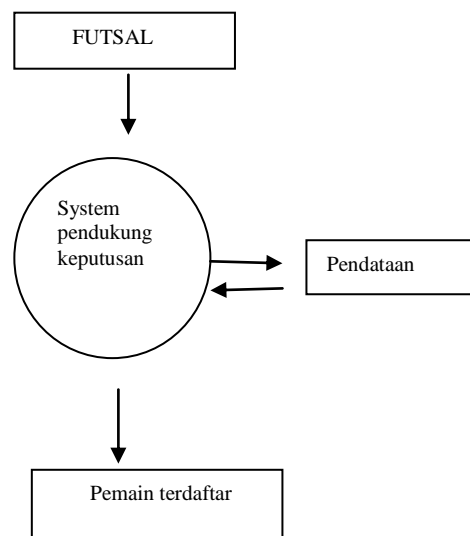 FUTSAL
System
pendukung
keputusan
Pendataan
Pemain terdaftar